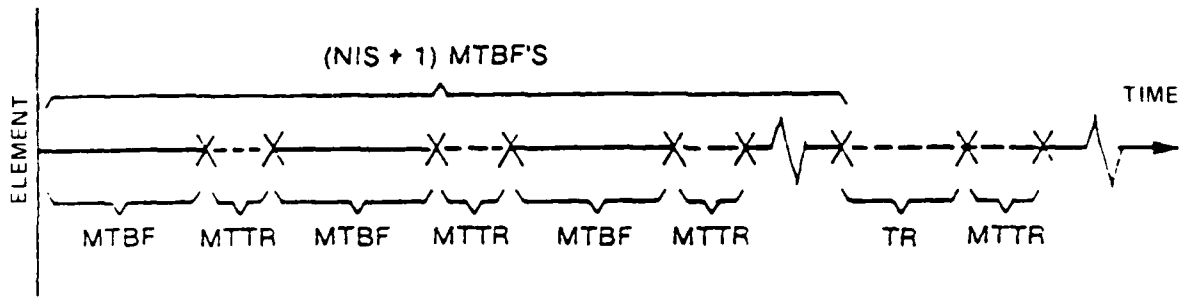 (NIS + 1) MTBF'S
TIME
ELEMENT
MTBF MTTR MTBF MTTR MTBF MTTR TR MTTR